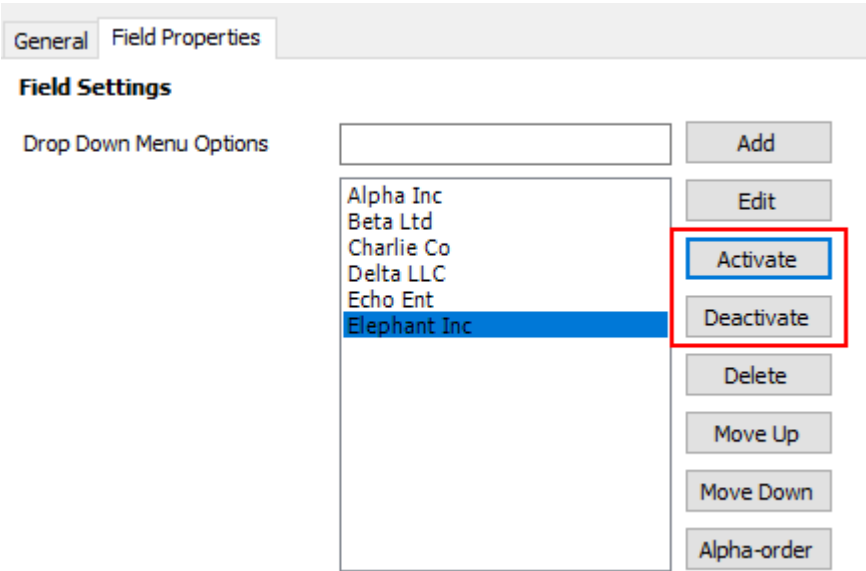 General Field Properties
Field Settings
Drop Down Menu Options
Add
Alpha Inc
Beta Ltd
Charlie Co
Delta LLC
Echo Ent
Elephant Inc
Edit
Activate
Deactivate
Delete
Move Up
Move Down
Alpha-order